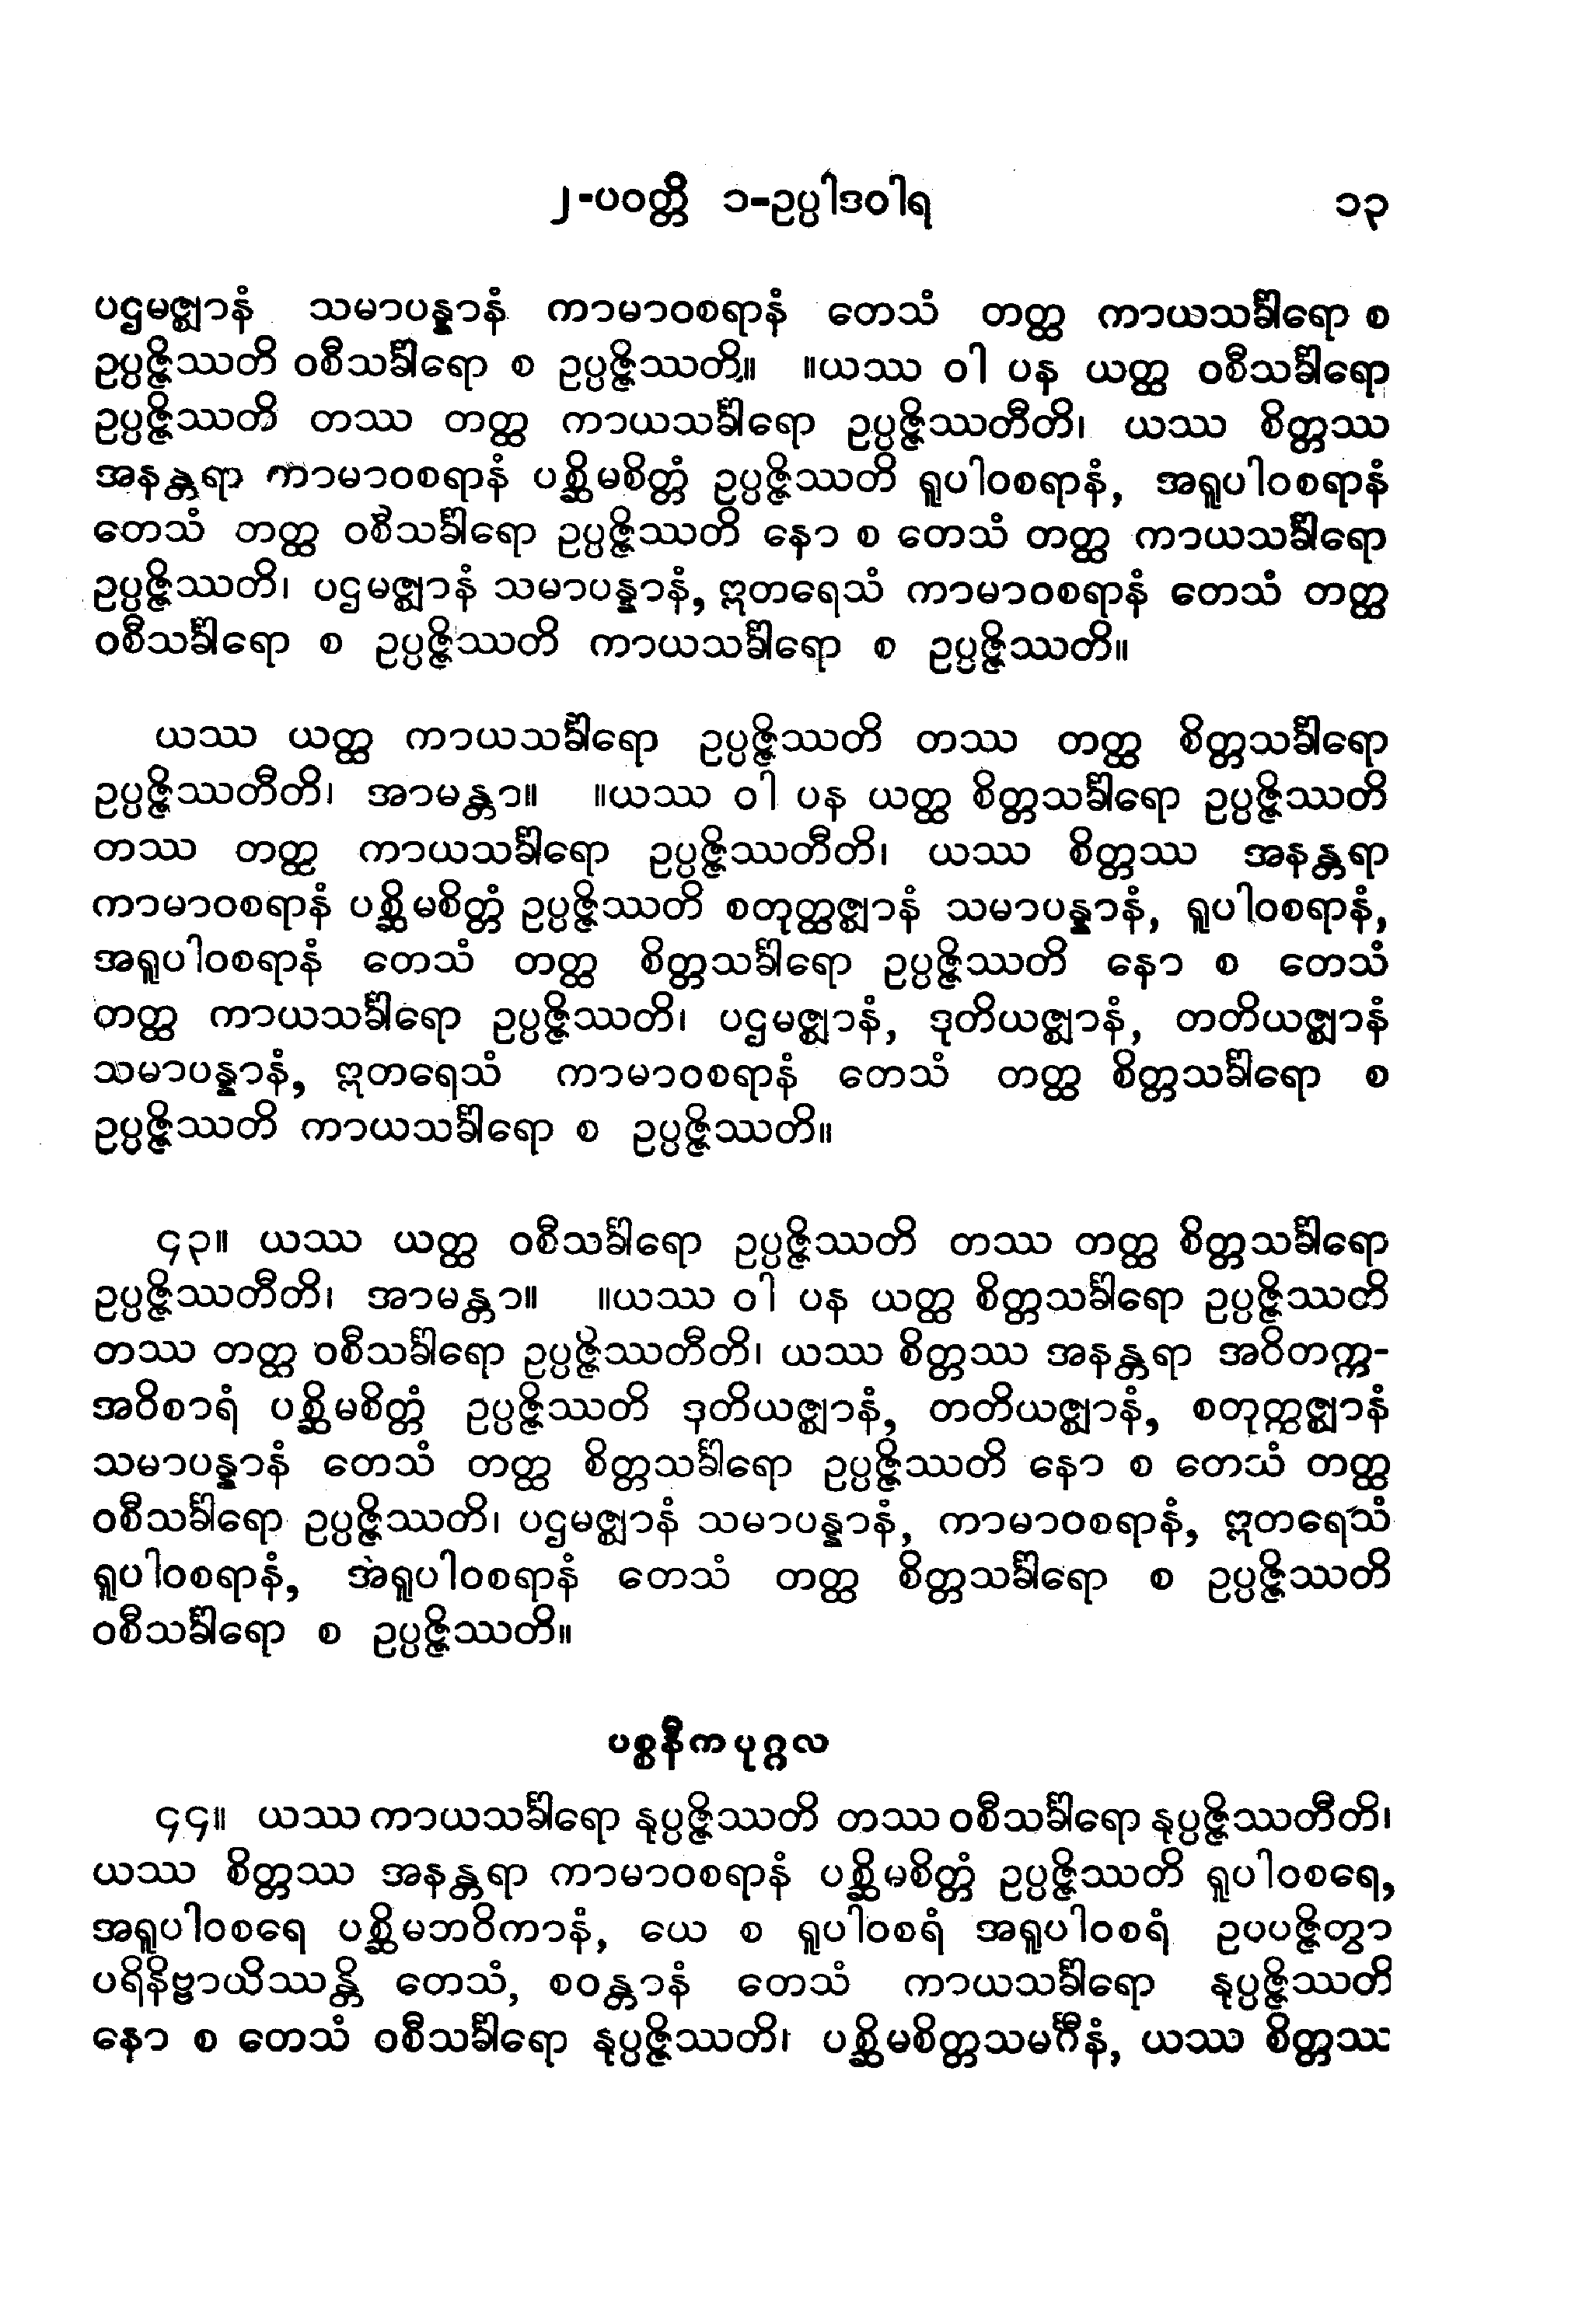 ၂-ပဝတ္တိ ၁-ဥပ္ပါဒဝါရ ၁၃
ပဌမဇ္ဈာနံ သမာပန္နာနံ ကာမာဝစရာနံ တေသံ တတ္ထ ကာယသင်္ခါရော စ
ဥပ္ပဇ္ဇိဿတိ ဝစီသင်္ခါရော စ ဥပ္ပဇ္ဇိဿတိ။ ။ယဿ ဝါ ပန ယတ္ထ ဝစီသင်္ခါရော
ဥပ္ပဇ္ဇိဿတိ တဿ တတ္ထ ကာယသင်္ခါရော ဥပ္ပဇ္ဇိဿတီတိ၊ ယဿ စိတ္တဿ
အနန္တရာ ကာမာဝစရာနံ ပစ္ဆိမစိတ္တံ ဥပ္ပဇ္ဇိဿတိ ရူပါဝစရာနံ, အရူပါဝစရာနံ
တေသံ တတ္ထ ဝစီသင်္ခါရော ဥပ္ပဇ္ဇိဿတိ နော စ တေသံ တတ္ထ ကာယသင်္ခါရော
ဥပ္ပဇ္ဇိဿတိ၊ ပဌမဇ္ဈာနံ သမာပန္နာနံ, ဣတရေသံ ကာမာဝစရာနံ တေသံ တတ္ထ
ဝစီသင်္ခါရော စ ဥပ္ပဇ္ဇိဿတိ ကာယသင်္ခါရော စ ဥပ္ပဇ္ဇိဿတိ။
ယဿ ယတ္ထ ကာယသင်္ခါရော ဥပ္ပဇ္ဇိဿတိ တဿ တတ္ထ စိတ္တသင်္ခါရော
ဥပ္ပဇ္ဇိဿတီတိ၊ အာမန္တာ။ ။ယဿ ဝါ ပန ယတ္ထ စိတ္တသင်္ခါရော ဥပ္ပဇ္ဇိဿတိ
တဿ တတ္ထ ကာယသင်္ခါရော ဥပ္ပဇ္ဇိဿတီတိ၊ ယဿ စိတ္တဿ အနန္တရာ
ကာမာဝစရာနံ ပစ္ဆိမစိတ္တံ ဥပ္ပဇ္ဇိဿတိ စတုတ္ထဇ္ဈာနံ သမာပန္နာနံ, ရူပါဝစရာနံ,
အရူပါဝစရာနံ တေသံ တတ္ထ စိတ္တသင်္ခါရော ဥပ္ပဇ္ဇိဿတိ နော စ တေသံ
တတ္ထ ကာယသင်္ခါရော ဥပ္ပဇ္ဇိဿတိ၊ ပဌမဇ္ဈာနံ, ဒုတိယဇ္ဈာနံ, တတိယဇ္ဈာနံ
သမာပန္နာနံ, ဣတရေသံ ကာမာဝစရာနံ တေသံ တတ္ထ စိတ္တသင်္ခါရော စ
ဥပ္ပဇ္ဇိဿတိ ကာယသင်္ခါရော စ ဥပ္ပဇ္ဇိဿတိ။
၄၃။ ယဿ ယတ္ထ ဝစီသင်္ခါရော ဥပ္ပဇ္ဇိဿတိ တဿ တတ္ထ စိတ္တသင်္ခါရော
ဥပ္ပဇ္ဇိဿတီတိ၊ အာမန္တာ။ ။ယဿ ဝါ ပန ယတ္ထ စိတ္တသင်္ခါရော ဥပ္ပဇ္ဇိဿတိ
တဿ တတ္ထ ဝစီသင်္ခါရော ဥပ္ပဇ္ဇိဿတီတိ၊ ယဿ စိတ္တဿ အနန္တရာ အဝိတက္က-
အဝိစာရံ ပစ္ဆိမစိတ္တံ ဥပ္ပဇ္ဇိဿတိ ဒုတိယဇ္ဈာနံ, တတိယဇ္ဈာနံ, စတုတ္ထဇ္ဈာနံ
သမာပန္နာနံ တေသံ တတ္ထ စိတ္တသင်္ခါရော ဥပ္ပဇ္ဇိဿတိ နော စ တေသံ တတ္ထ
ဝစီသင်္ခါရော ဥပ္ပဇ္ဇိဿတိ၊ ပဌမဇ္ဈာနံ သမာပန္နာနံ, ကာမာဝစရာနံ, ဣတရေသံ
ရူပါဝစရာနံ, အရူပါဝစရာနံ တေသံ တတ္ထ စိတ္တသင်္ခါရော စ ဥပ္ပဇ္ဇိဿတိ
ဝစီသင်္ခါရော စ ဥပ္ပဇ္ဇိဿတိ။
ပစ္စနီကပုဂ္ဂလ
၄၄။ ယဿ ကာယသင်္ခါရော နုပ္ပဇ္ဇိဿတိ တဿ ဝစီသင်္ခါရော နုပ္ပဇ္ဇိဿတီတိ၊
ယဿ စိတ္တဿ အနန္တရာ ကာမာဝစရာနံ ပစ္ဆိမစိတ္တံ ဥပ္ပဇ္ဇိဿတိ ရူပါဝစရေ,
အရူပါဝစရေ ပစ္ဆိမဘဝိကာနံ, ယေ စ ရူပါဝစရံ အရူပါဝစရံ ဥပပဇ္ဇိတွာ
ပရိနိဗ္ဗာယိဿန္တိ တေသံ, စဝန္တာနံ တေသံ ကာယသင်္ခါရော နုပ္ပဇ္ဇိဿတိ
နော စ တေသံ ဝစီသင်္ခါရော နုပ္ပဇ္ဇိဿတိ၊ ပစ္ဆိမစိတ္တသမင်္ဂီနံ, ယဿ စိတ္တဿ